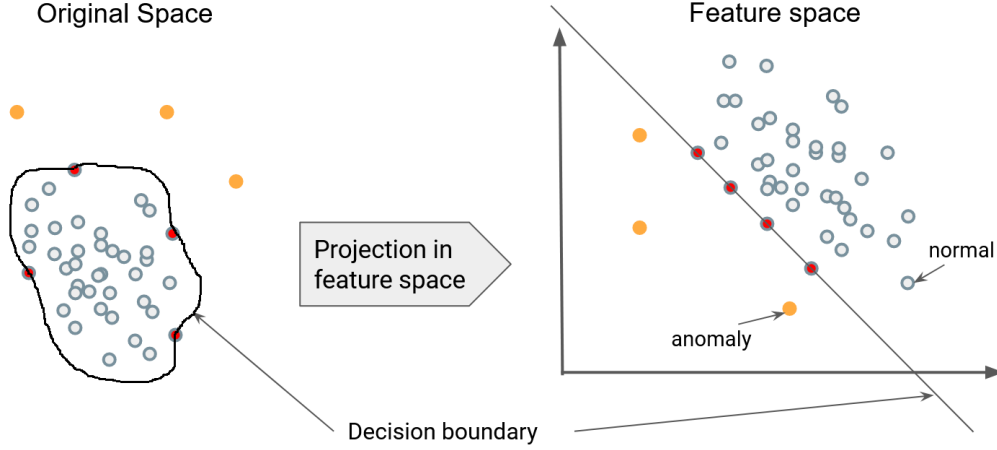 Original Space
Feature space
Projection in
feature space
normal
anomaly
Decision boundary